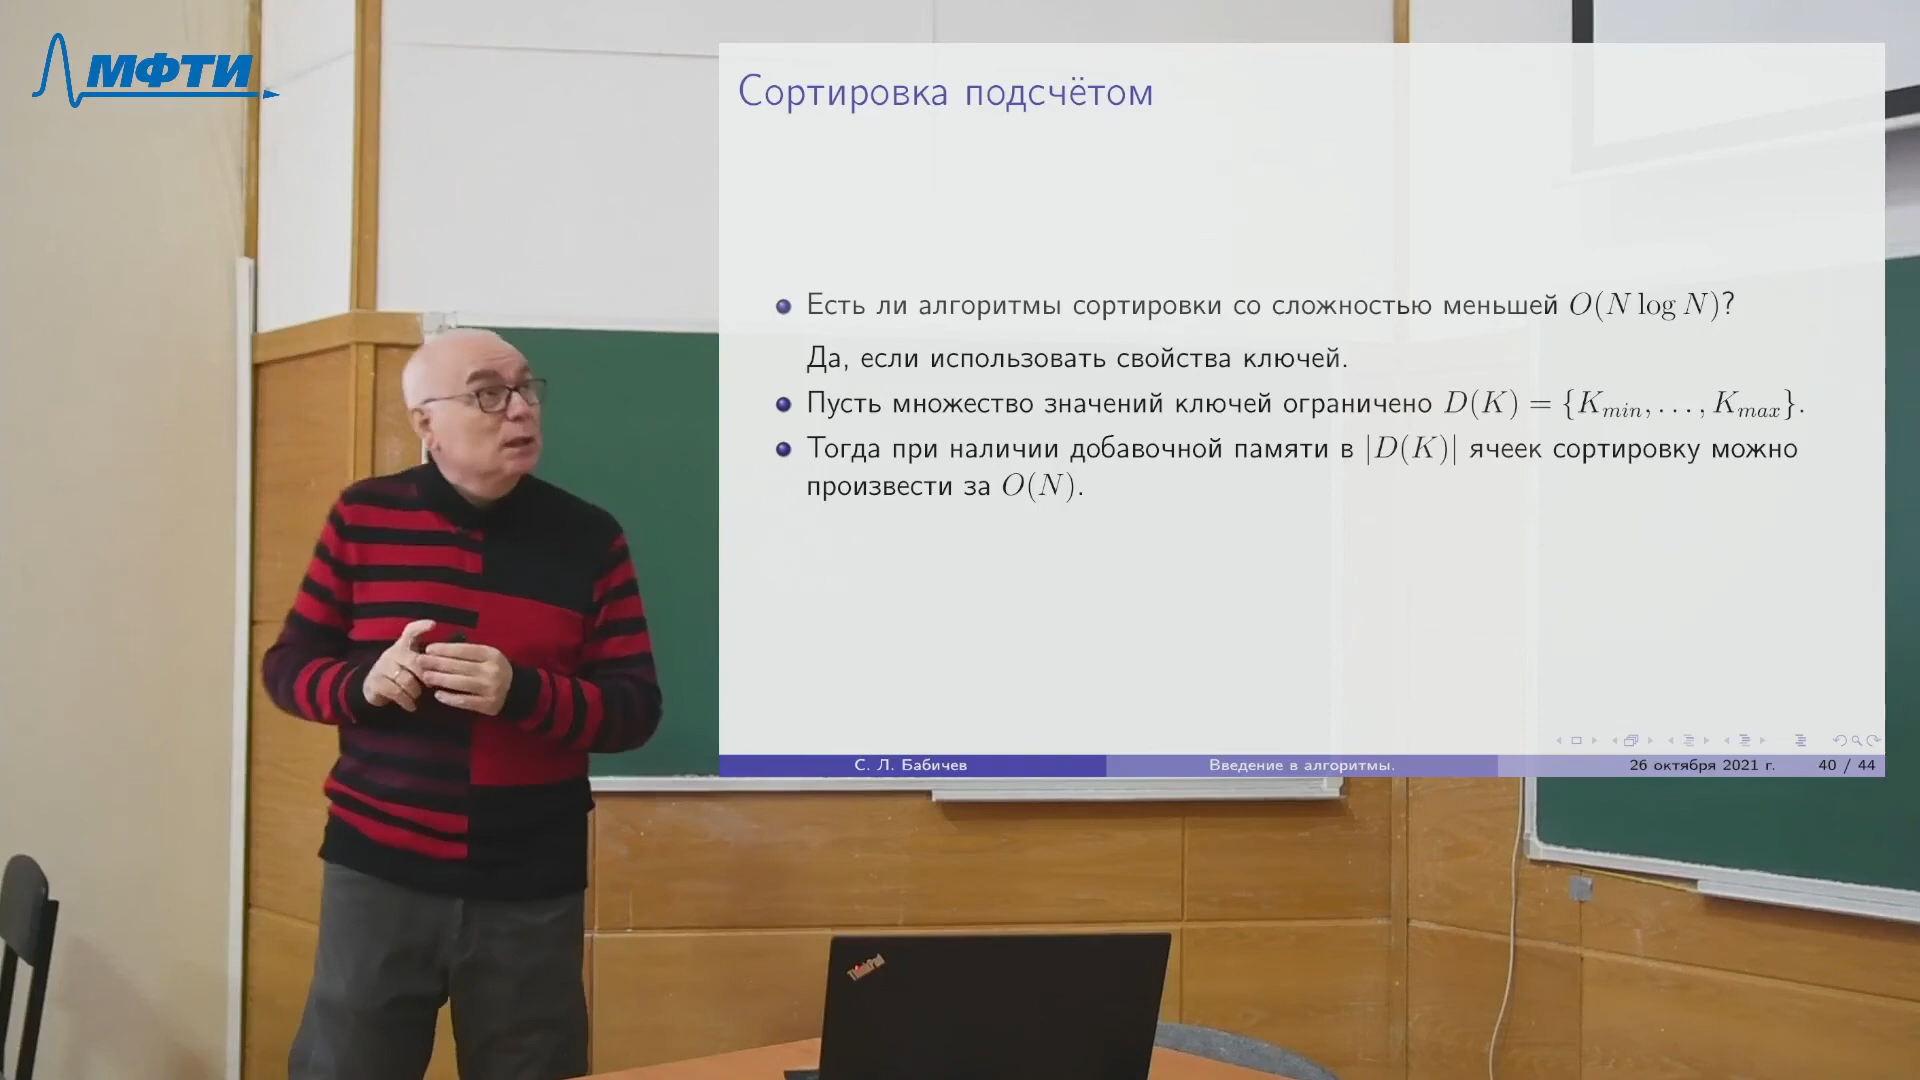 МФТИ
Сортировка подсчётом
Есть ли алгоритмы сортировки со сложностью меньшей O(N log N)?
Да, если использовать свойства ключей.
Пусть множество значений ключей ограничено D(K) = {K_min, . . . , K_max}.
Тогда при наличии добавочной памяти в |D(K)| ячеек сортировку можно
произвести за O(N).
С. Л. Бабичев Введение в алгоритмы. 26 октября 2021 г. 40 / 44
ThinkPad